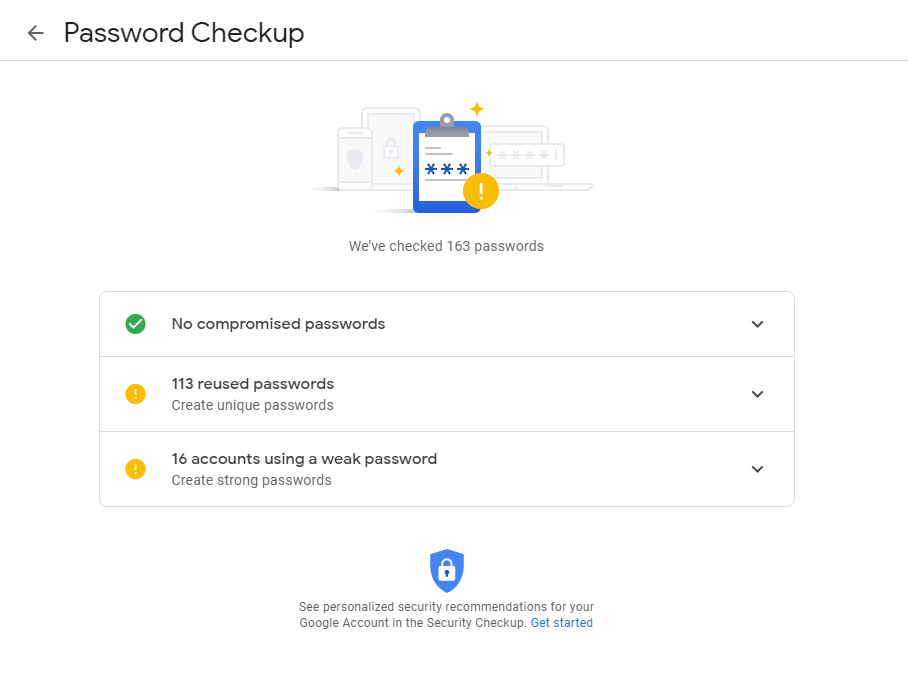 Password Checkup
***
****|
We've checked 163 passwords
No compromised passwords
113 reused passwords
Create unique passwords
16 accounts using a weak password
Create strong passwords
See personalized security recommendations for your
Google Account in the Security Checkup. Get started